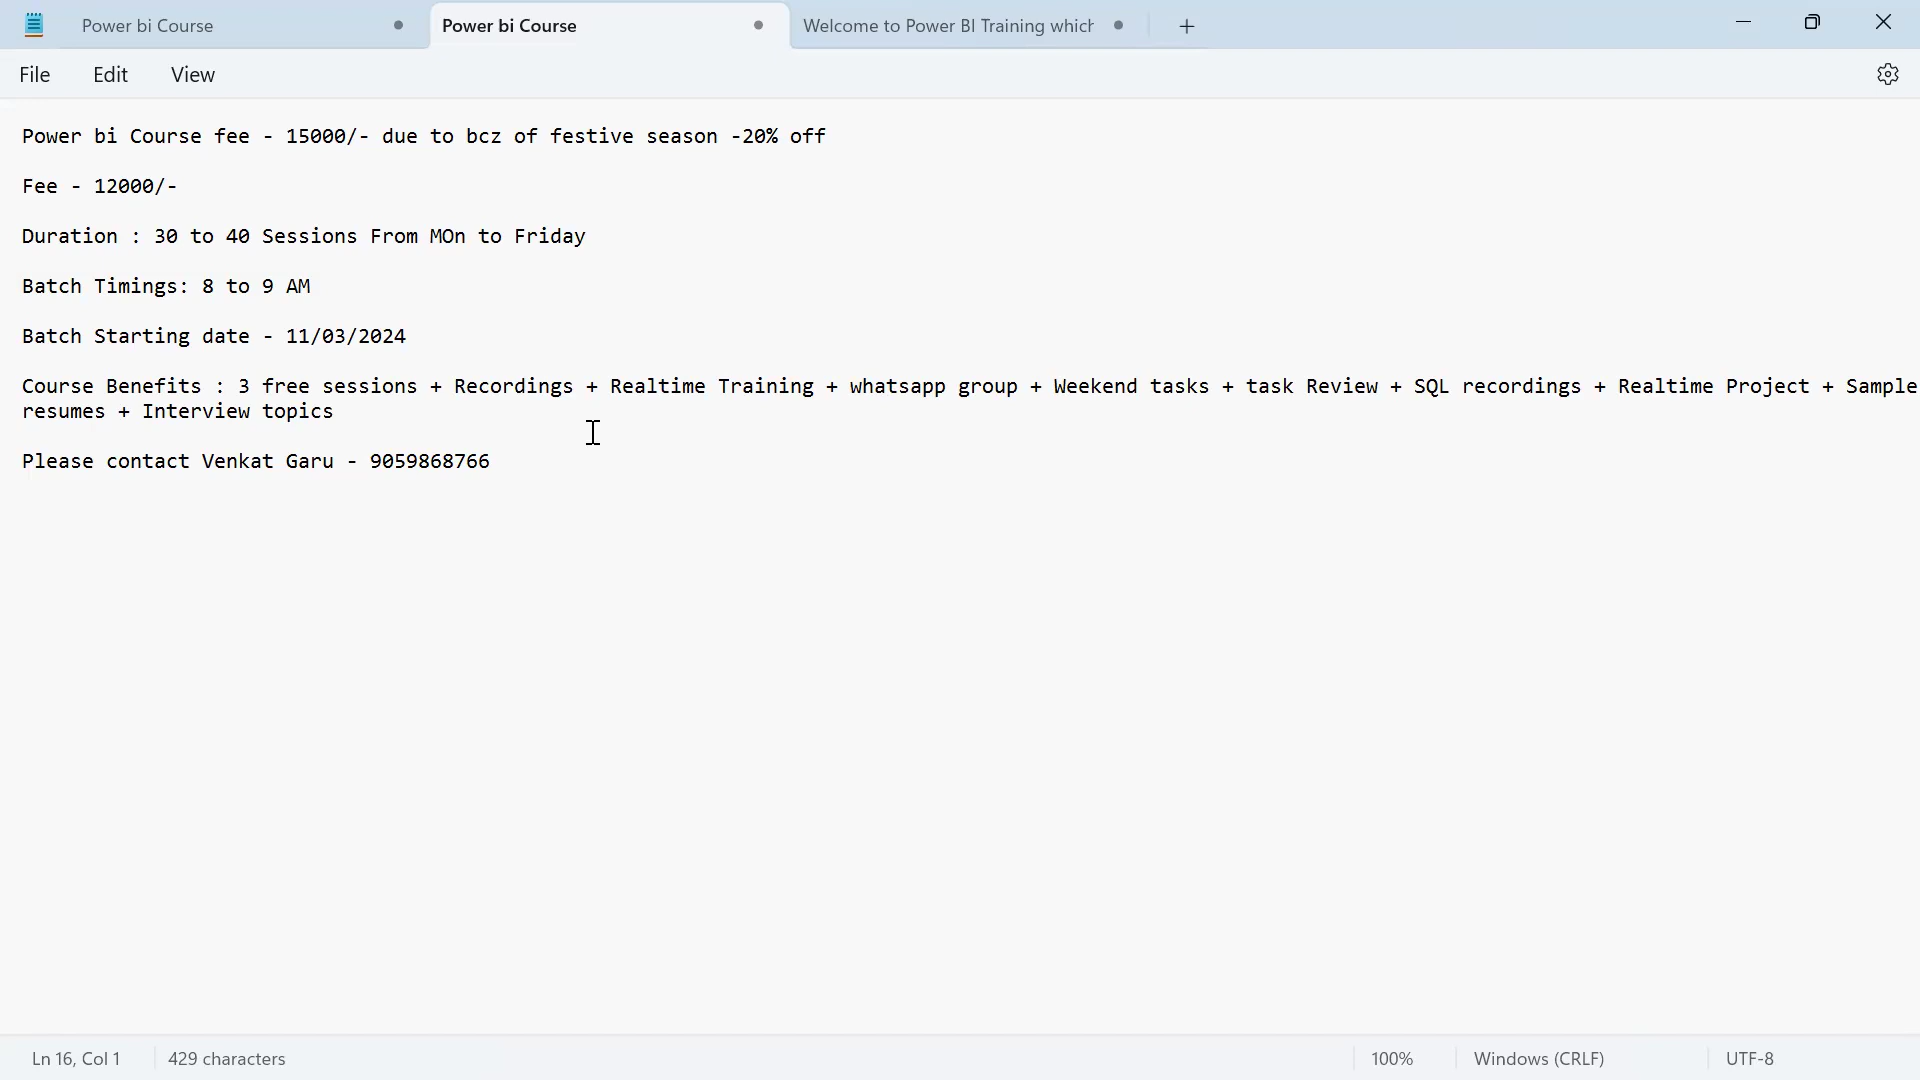 Power bi Course
Power bi Course
Welcome to Power BI Training which
File Edit View
Power bi Course fee - 15000/- due to bcz of festive season -20% off
Fee - 12000/-
Duration : 30 to 40 Sessions From MOn to Friday
Batch Timings: 8 to 9 AM
Batch Starting date - 11/03/2024
Course Benefits : 3 free sessions + Recordings + Realtime Training + whatsapp group + Weekend tasks + task Review + SQL recordings + Realtime Project + Sample
resumes + Interview topics
Please contact Venkat Garu - 9059868766
Ln 16, Col 1 429 characters 100% Windows (CRLF) UTF-8